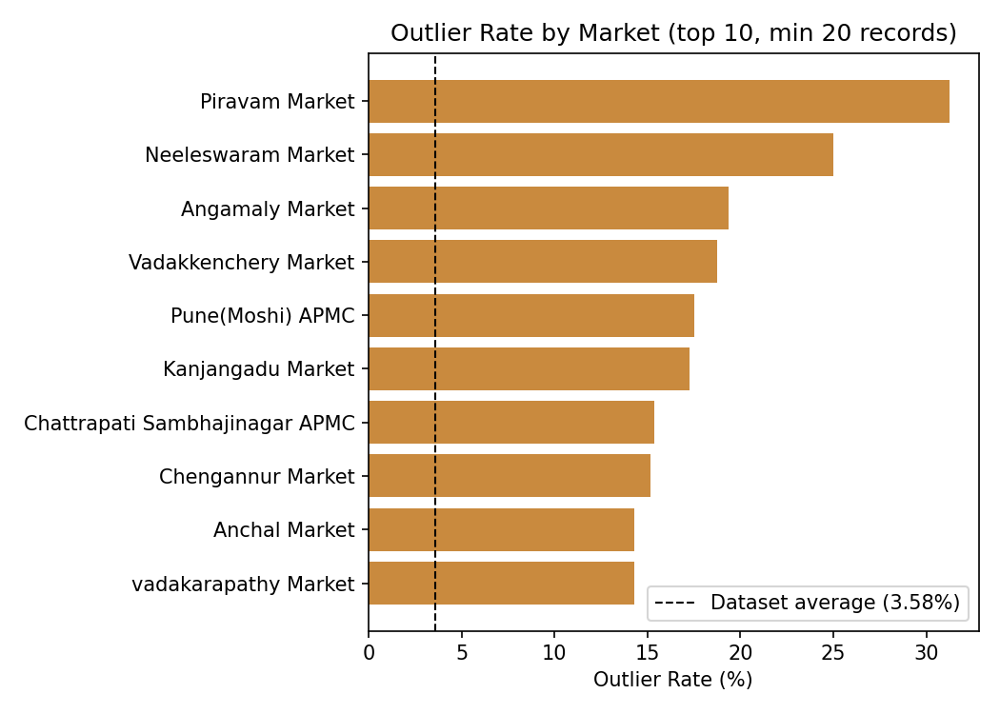 Outlier Rate by Market (top 10, min 20 records)
Piravam Market
Neeleswaram Market
Angamaly Market
Vadakkenchery Market
Pune(Moshi) APMC
Kanjangadu Market
Chattrapati Sambhajinagar APMC
Chengannur Market
Anchal Market
vadakarapathy Market
Dataset average (3.58%)
0 5 10 15 20 25 30
Outlier Rate (%)